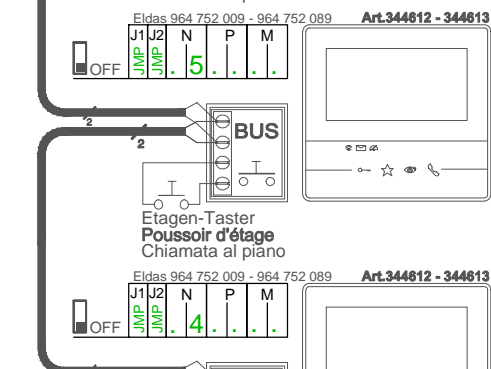 Eldas 964 752 009 - 964 752 089 Art.344612 - 344613
J1 J2 N P M
OFF JMP JMP . 5 . . . .
2
2
BUS
Etagen-Taster
Poussoir d'étage
Chiamata al piano
Eldas 964 752 009 - 964 752 089 Art.344612 - 344613
J1 J2 N P M
OFF JMP JMP . 4 . . . .